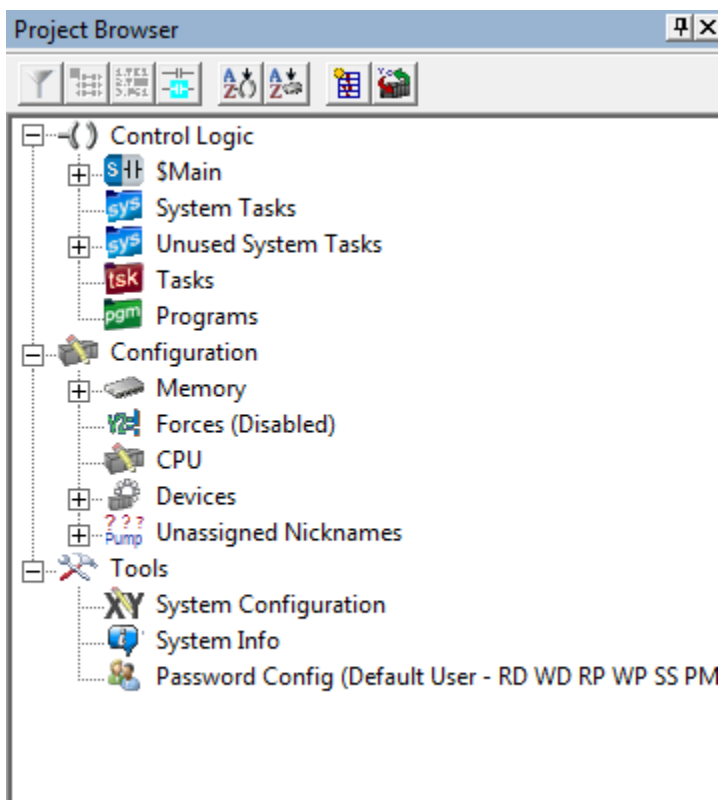 Project Browser
Control Logic
$Main
System Tasks
Unused System Tasks
Tasks
Programs
Configuration
Memory
Forces (Disabled)
CPU
Devices
Unassigned Nicknames
Tools
System Configuration
System Info
Password Config (Default User - RD WD RP WP SS PM